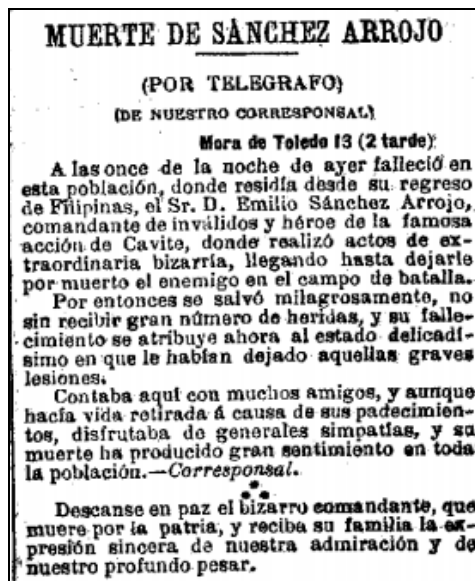 MUERTE DE SÁNCHEZ ARROJO
(POR TELEGRAFO)
(DE NUESTRO CORRESPONSAL)
Mora de Toledo 13 (2 tarde)
A las once de la noche de ayer falleció en
esta población, donde residía desde su regreso
de Filipinas, el Sr. D. Emilio Sánchez Arrojo,
comandante de inválidos y héroe de la famosa
acción de Cavite, donde realizó actos de ex-
traordinaria bizarría, llegando hasta dejarle
por muerto el enemigo en el campo de batalla.
Por entonces se salvó milagrosamente, no
sin recibir gran número de heridas, y su falle-
cimiento se atribuye ahora al estado delicadí-
simo en que le habían dejado aquellas graves
lesiones.
Contaba aquí con muchos amigos, y aunque
hacía vida retirada á causa de sus padecimien-
tos, disfrutaba de generales simpatías, y su
muerte ha producido gran sentimiento en toda
la población.—Corresponsal.
Descanse en paz el bizarro comandante, que
muere por la patria, y reciba su familia la ex-
presión sincera de nuestra admiración y de
nuestro profundo pesar.